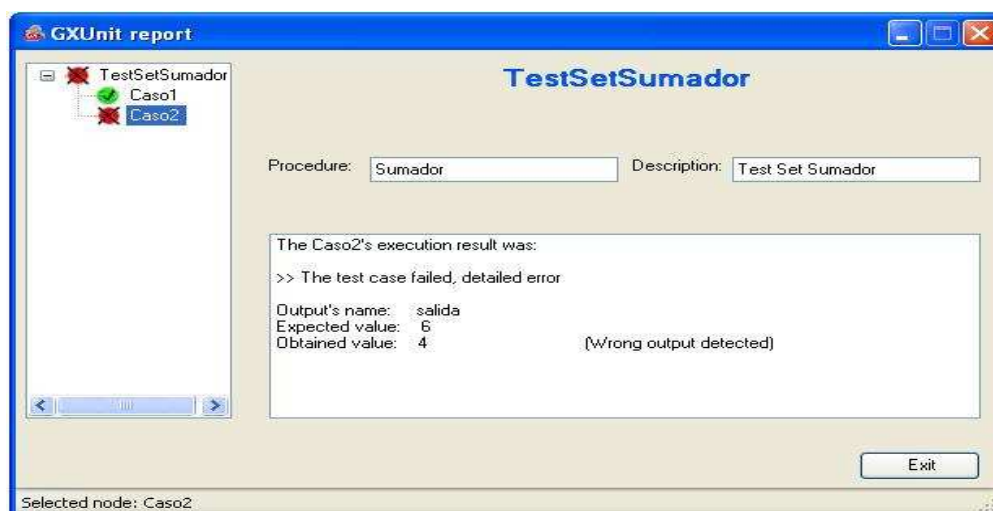 GXUnit report
TestSetSumador
Caso1
Caso2
TestSetSumador
Procedure: Sumador Description: Test Set Sumador
The Caso2's execution result was:
>> The test case failed, detailed error
Output's name: salida
Expected value: 6
Obtained value: 4 (Wrong output detected)
Exit
Selected node: Caso2